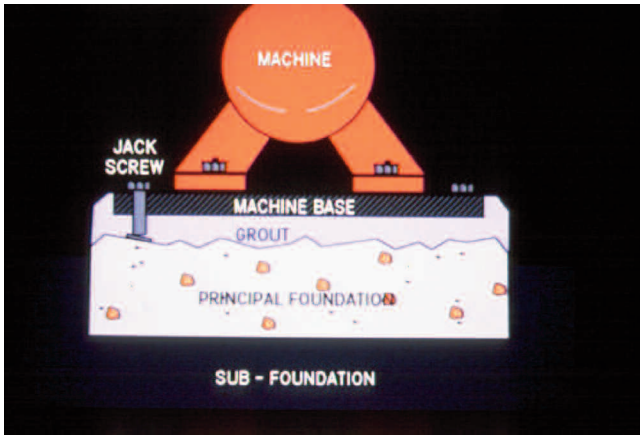 MACHINE
JACK
SCREW
MACHINE BASE
GROUT
PRINCIPAL FOUNDATION
SUB - FOUNDATION